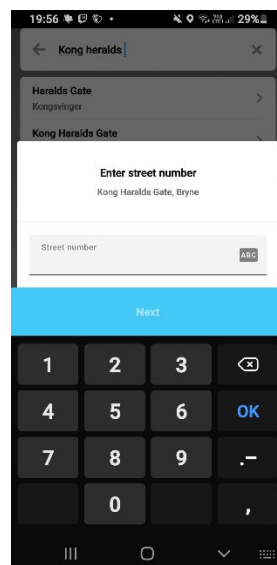 19:56 29%
Kong heralds
Haralds Gate
Kongsvinger
Kong Haralds Gate
Enter street number
Kong Haralds Gate, Bryne
Street number
ABC
Next
1 2 3
4 5 6 OK
7 8 9 .-
0 ,